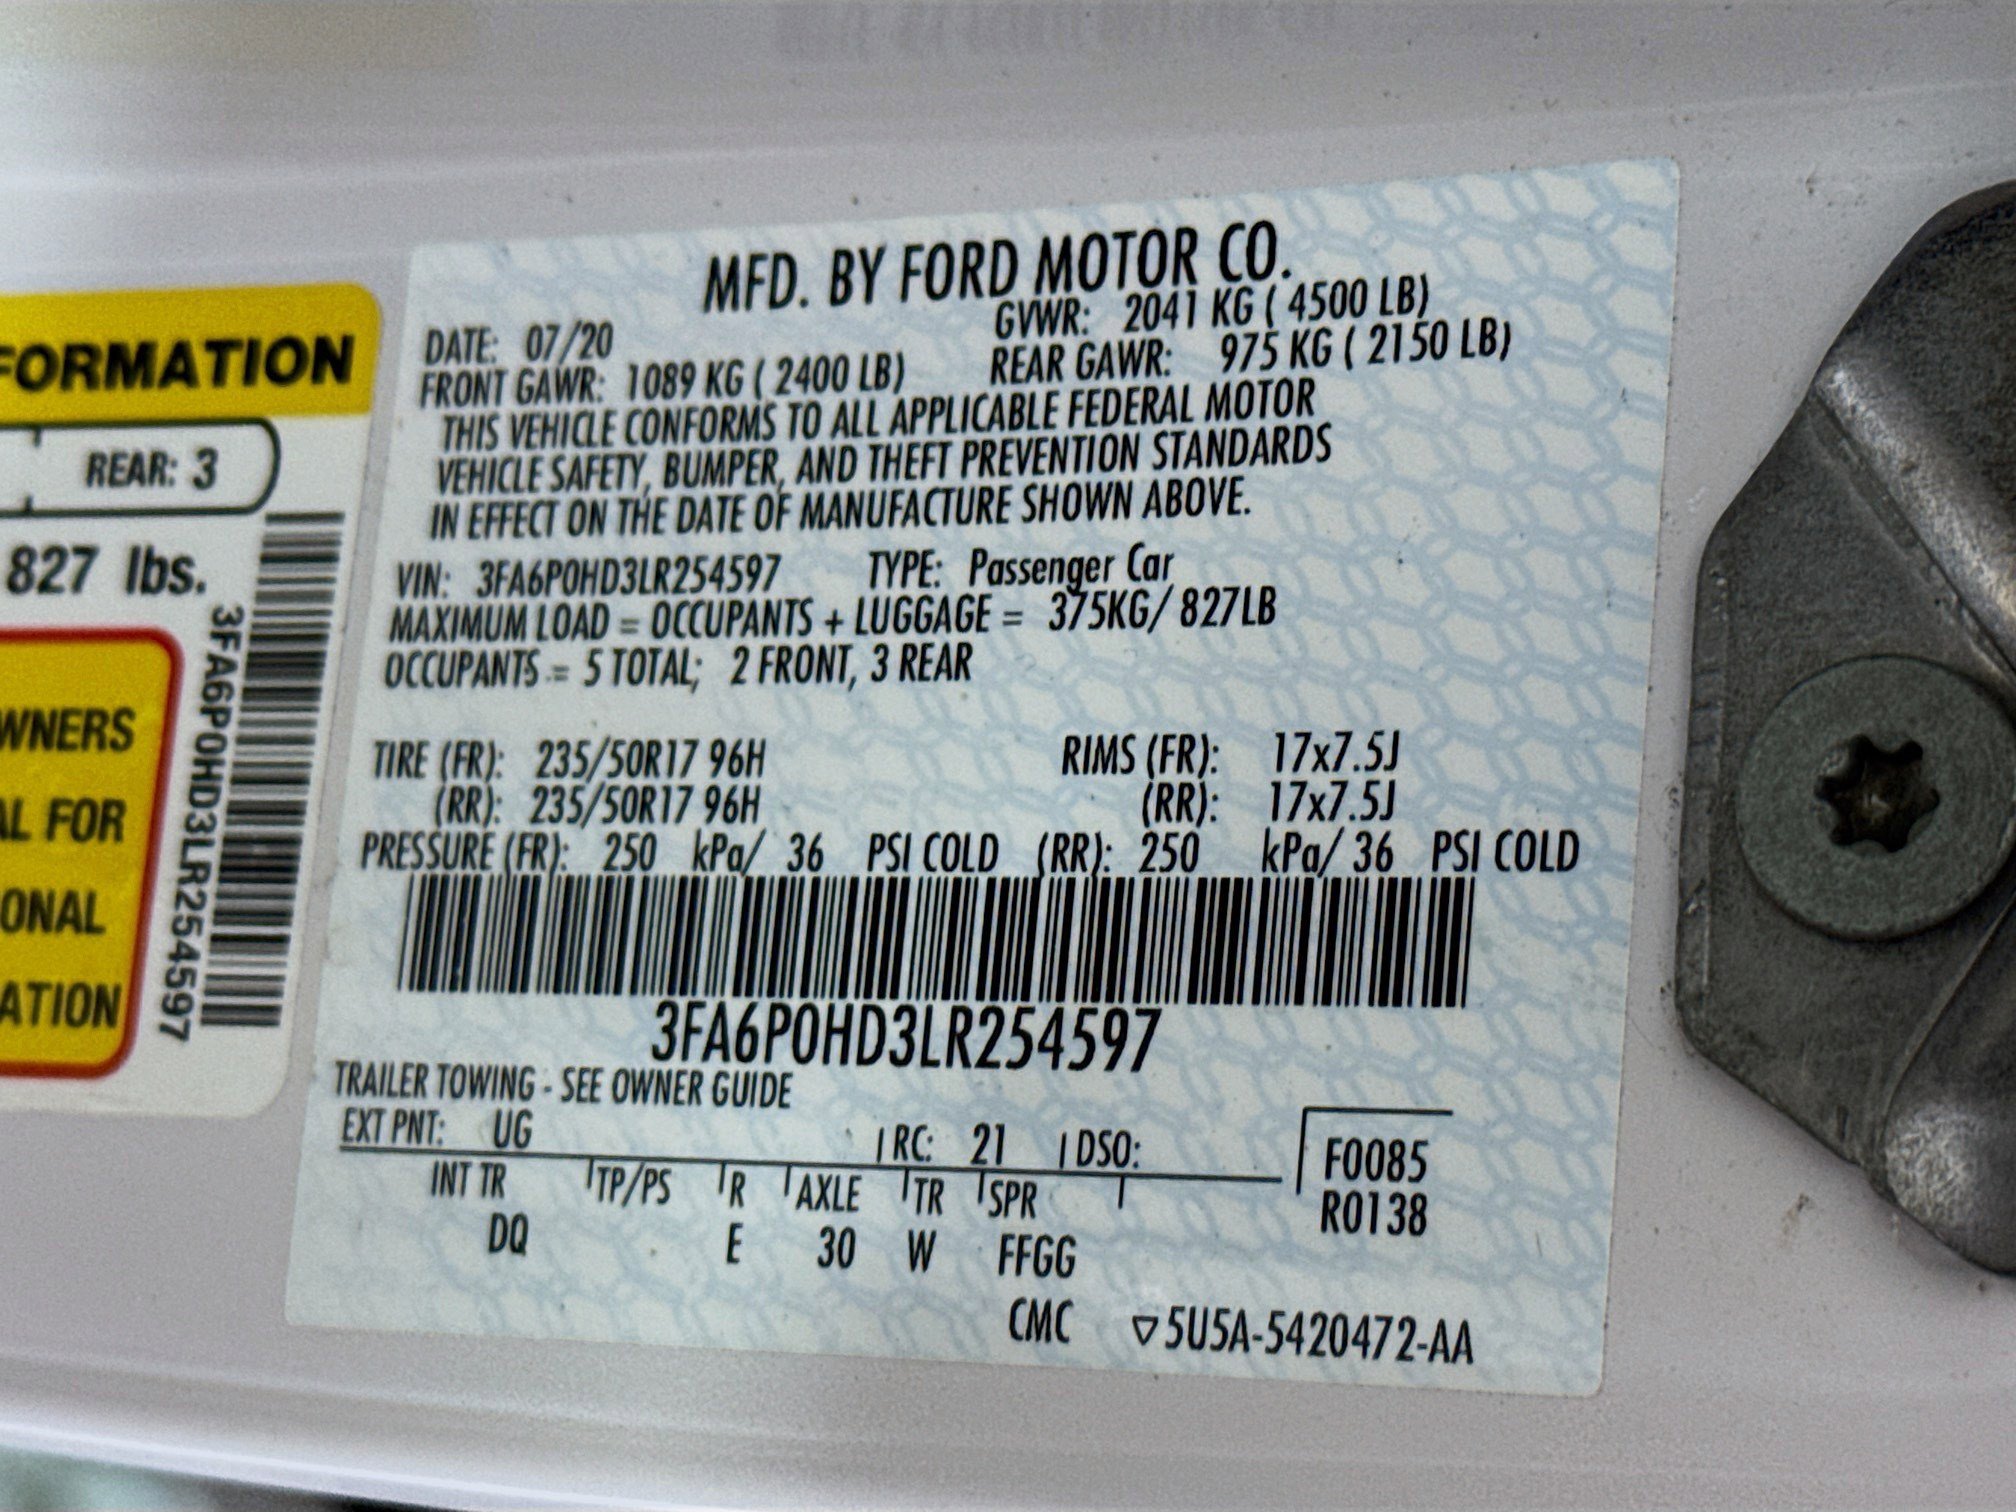 FORMATION
REAR: 3
827 lbs.
WNERS
AL FOR
ONAL
ATION
3FA6P0HD3LR254597
MFD. BY FORD MOTOR CO.
DATE: 07/20 GVWR: 2041 KG ( 4500 LB)
FRONT GAWR: 1089 KG ( 2400 LB) REAR GAWR: 975 KG ( 2150 LB)
THIS VEHICLE CONFORMS TO ALL APPLICABLE FEDERAL MOTOR
VEHICLE SAFETY, BUMPER, AND THEFT PREVENTION STANDARDS
IN EFFECT ON THE DATE OF MANUFACTURE SHOWN ABOVE.
VIN: 3FA6P0HD3LR254597 TYPE: Passenger Car
MAXIMUM LOAD = OCCUPANTS + LUGGAGE = 375KG/ 827LB
OCCUPANTS = 5 TOTAL; 2 FRONT, 3 REAR
TIRE (FR): 235/50R17 96H RIMS (FR): 17x7.5J
(RR): 235/50R17 96H (RR): 17x7.5J
PRESSURE (FR): 250 kPa/ 36 PSI COLD (RR): 250 kPa/ 36 PSI COLD
3FA6P0HD3LR254597
TRAILER TOWING - SEE OWNER GUIDE
EXT PNT: UG RC: 21 DSO: F0085
INT TR TP/PS R AXLE TR SPR R0138
DQ E 30 W FFGG
CMC ▽5U5A-5420472-AA